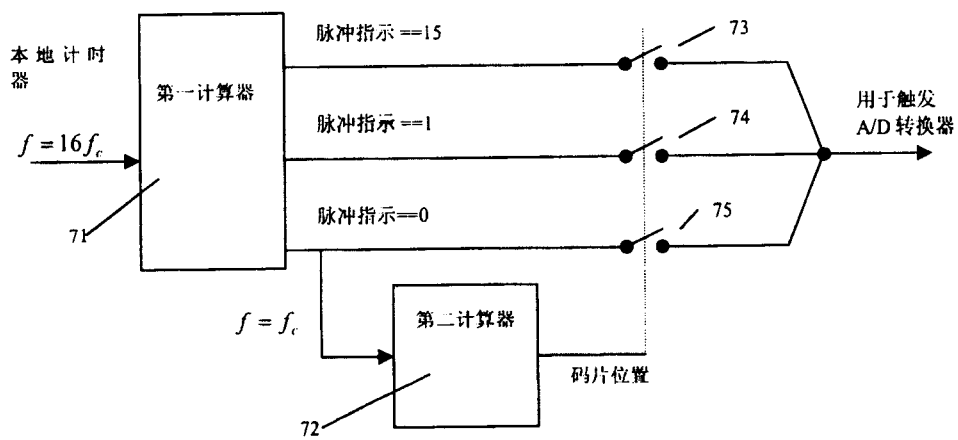 本地计时
器
f = 16f_c
第一计算器
71
脉冲指示==15
73
脉冲指示==1
74
脉冲指示==0
75
用于触发
A/D 转换器
f = f_c
第二计算器
72
码片位置